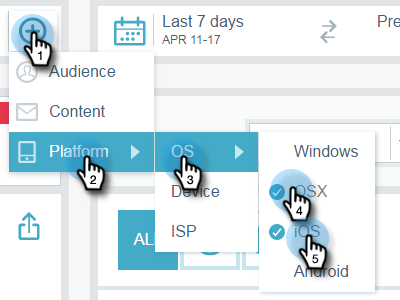 Last 7 days
APR 11-17
Pre
1
Audience
Content
Platform
2
OS
3
Device
ISP
Windows
OSX
4
iOS
5
Android
AL